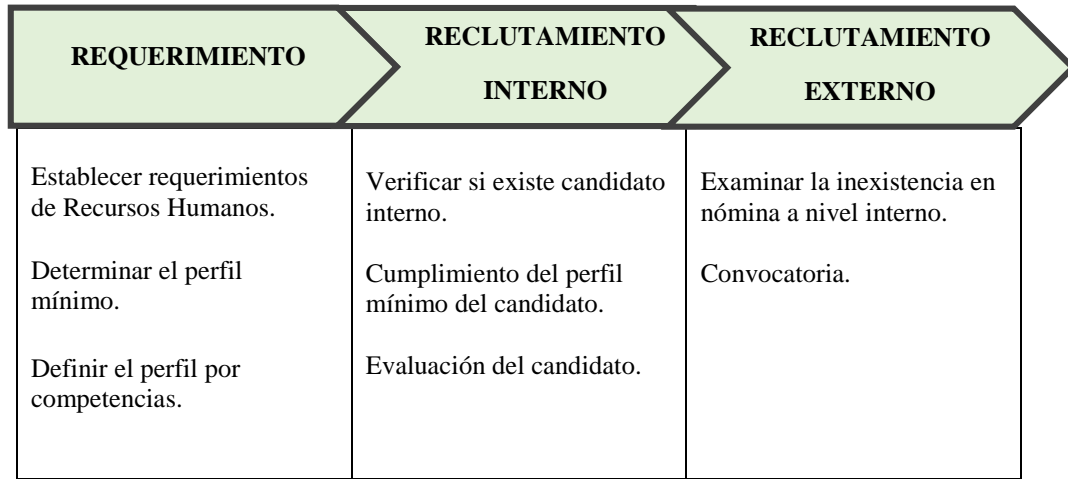 REQUERIMIENTO
RECLUTAMIENTO
INTERNO
RECLUTAMIENTO
EXTERNO
Establecer requerimientos
de Recursos Humanos.
Determinar el perfil
mínimo.
Definir el perfil por
competencias.
Verificar si existe candidato
interno.
Cumplimiento del perfil
mínimo del candidato.
Evaluación del candidato.
Examinar la inexistencia en
nómina a nivel interno.
Convocatoria.